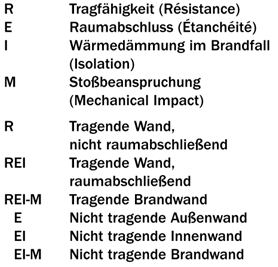 R Tragfähigkeit (Résistance)
E Raumabschluss (Étanchéité)
I Wärmedämmung im Brandfall
(Isolation)
M Stoßbeanspruchung
(Mechanical Impact)
R Tragende Wand,
nicht raumabschließend
REI Tragende Wand,
raumabschließend
REI-M Tragende Brandwand
E Nicht tragende Außenwand
EI Nicht tragende Innenwand
EI-M Nicht tragende Brandwand